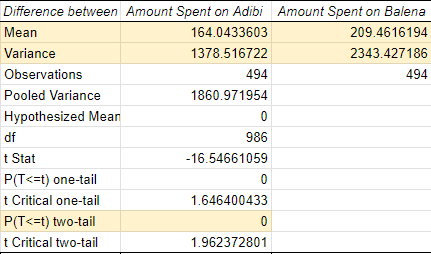 Difference between Amount Spent on Adibi Amount Spent on Balena
Mean 164.0433603 209.4616194
Variance 1378.516722 2343.427186
Observations 494 494
Pooled Variance 1860.971954
Hypothesized Mean 0
df 986
t Stat -16.54661059
P(T<=t) one-tail 0
t Critical one-tail 1.646400433
P(T<=t) two-tail 0
t Critical two-tail 1.962372801